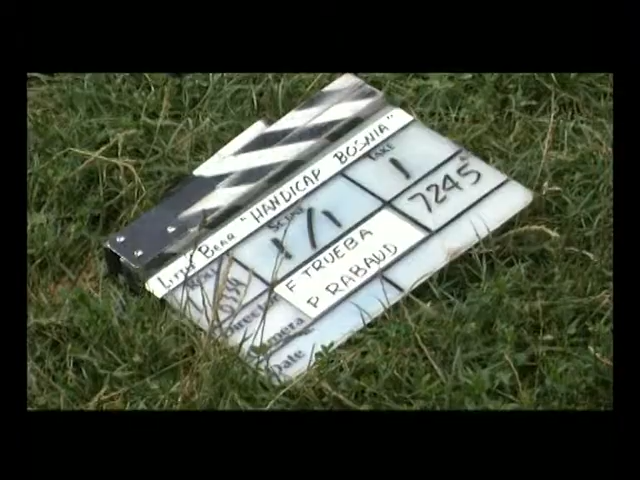 LITTLE BEAR "HANDICAP BOSNIA"
SCENE TAKE
1/1 1
7245
F TRUEBA
P RABAUD
Director
Camera
Date